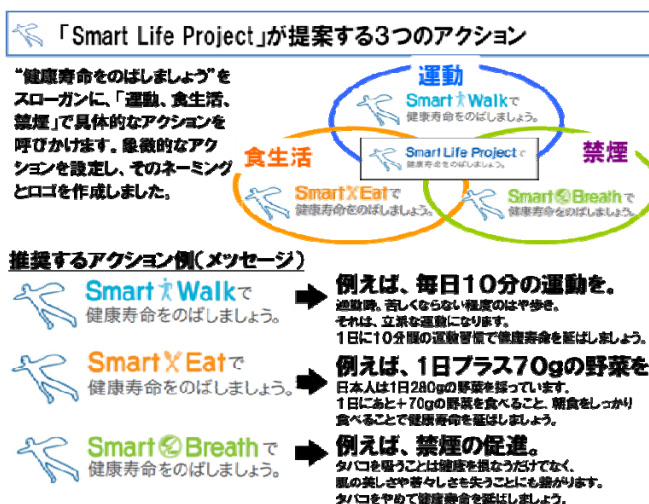 「Smart Life Project」が提案する３つのアクション
“健康寿命をのばしましょう”を
スローガンに、「運動、食生活、
禁煙」で具体的なアクションを
呼びかけます。象徴的なアク
ションを設定し、そのネーミング
とロゴを作成しました。
運動
Smart Walkで
健康寿命をのばしましょう。
食生活
禁煙
Smart Life Projectで
健康寿命をのばしましょう。
Smart Eatで
健康寿命をのばしましょう。
Smart Breathで
健康寿命をのばしましょう。
推奨するアクション例（メッセージ）
Smart Walkで
健康寿命をのばしましょう。
例えば、毎日１０分の運動を。
通勤時。苦しくならない程度のはや歩き。
それは、立派な運動になります。
１日に１０分間の運動習慣で健康寿命を延ばしましょう。
Smart Eatで
健康寿命をのばしましょう。
例えば、１日プラス７０gの野菜を
日本人は１日280gの野菜を採っています。
１日にあと＋70gの野菜を食べること、朝食をしっかり
食べることで健康寿命を延ばしましょう。
Smart Breathで
健康寿命をのばしましょう。
例えば、禁煙の促進。
タバコを吸うことは健康を損なうだけでなく、
肌の美しさや若々しさを失うことにも繋がります。
タバコをやめて健康寿命を延ばしましょう。